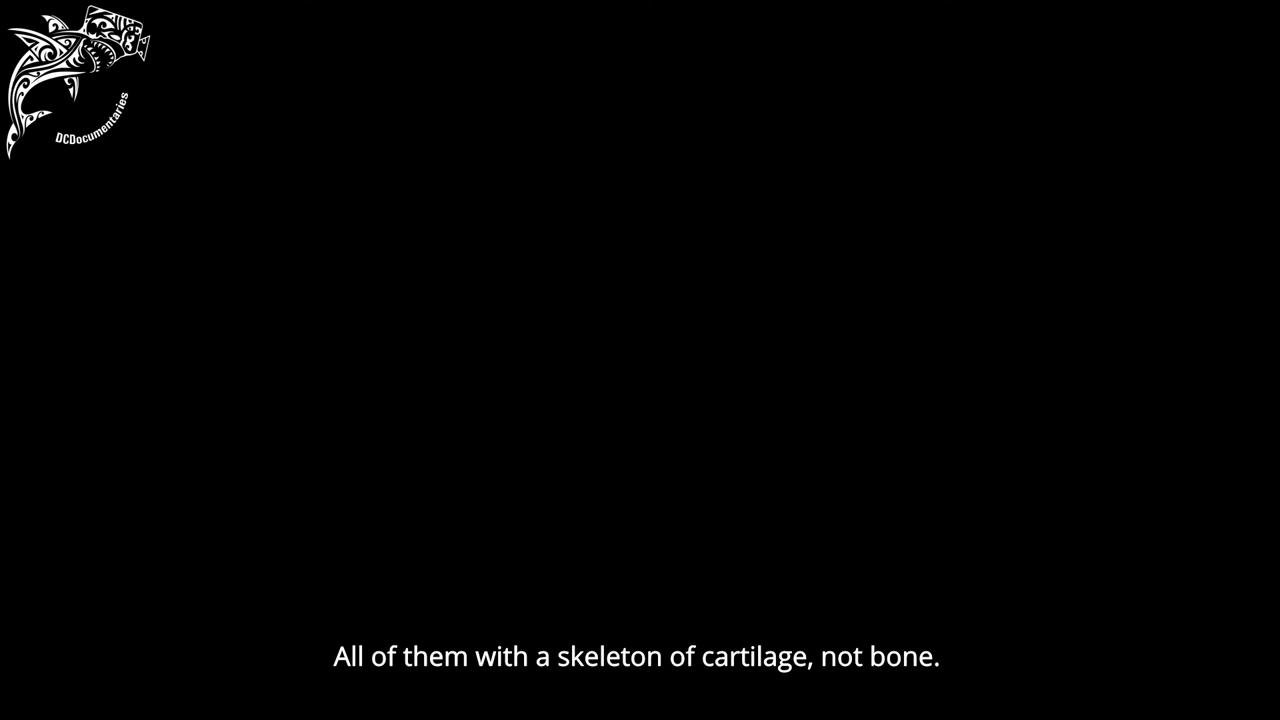 DCDocumentaries
All of them with a skeleton of cartilage, not bone.